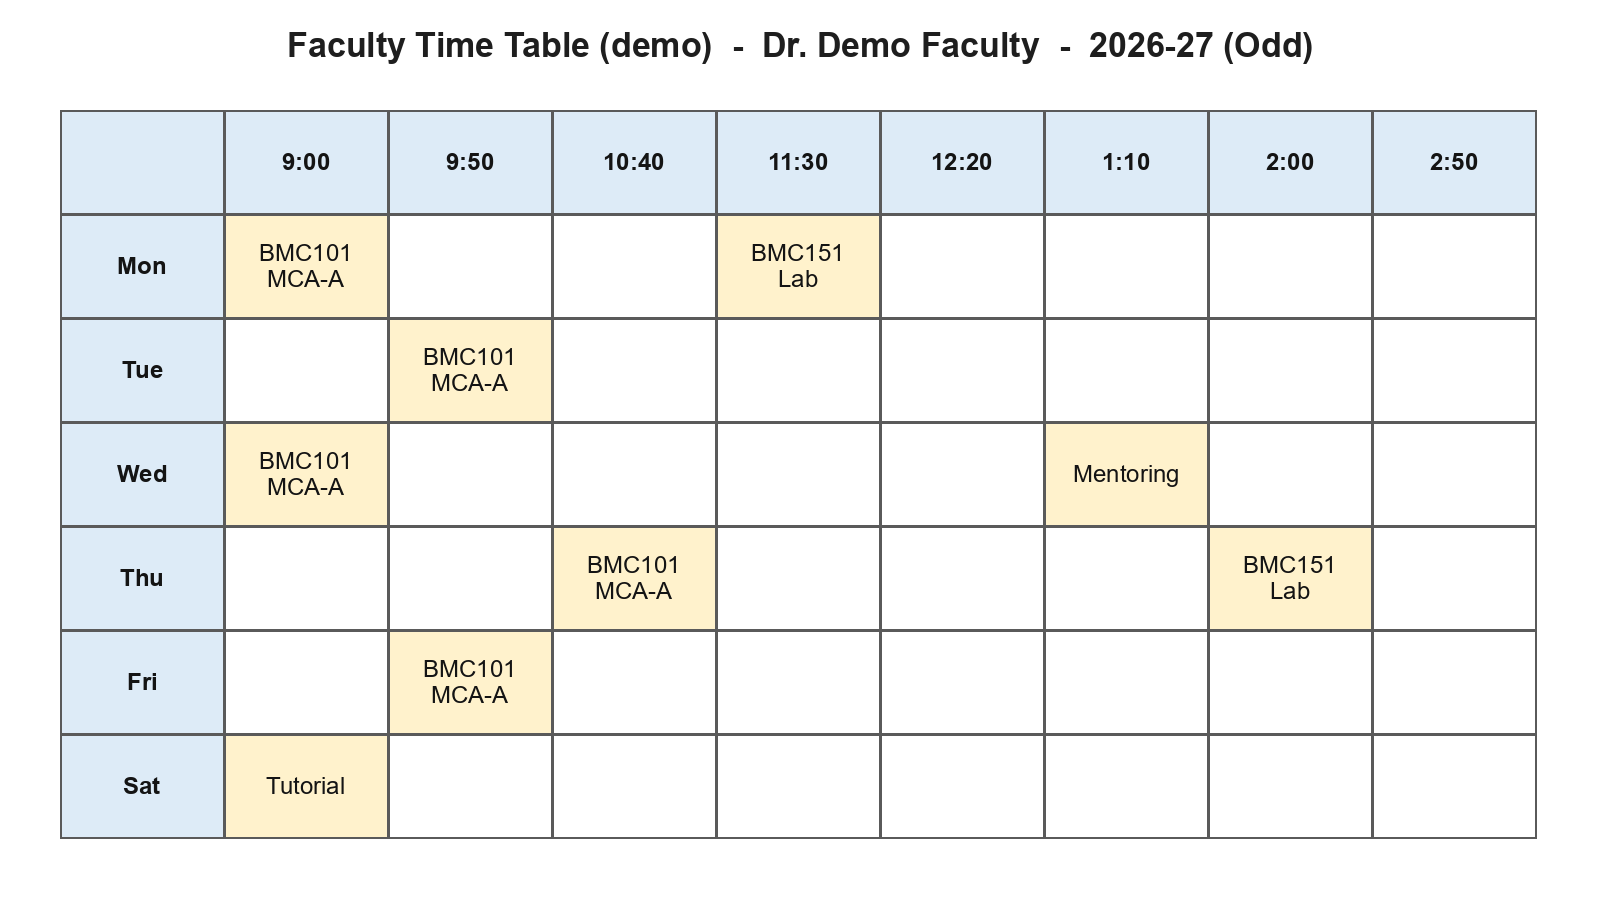 Faculty Time Table (demo) - Dr. Demo Faculty - 2026-27 (Odd)
9:00 9:50 10:40 11:30 12:20 1:10 2:00 2:50
Mon
BMC101
MCA-A
BMC151
Lab
Tue
BMC101
MCA-A
Wed
BMC101
MCA-A
Mentoring
Thu
BMC101
MCA-A
BMC151
Lab
Fri
BMC101
MCA-A
Sat
Tutorial